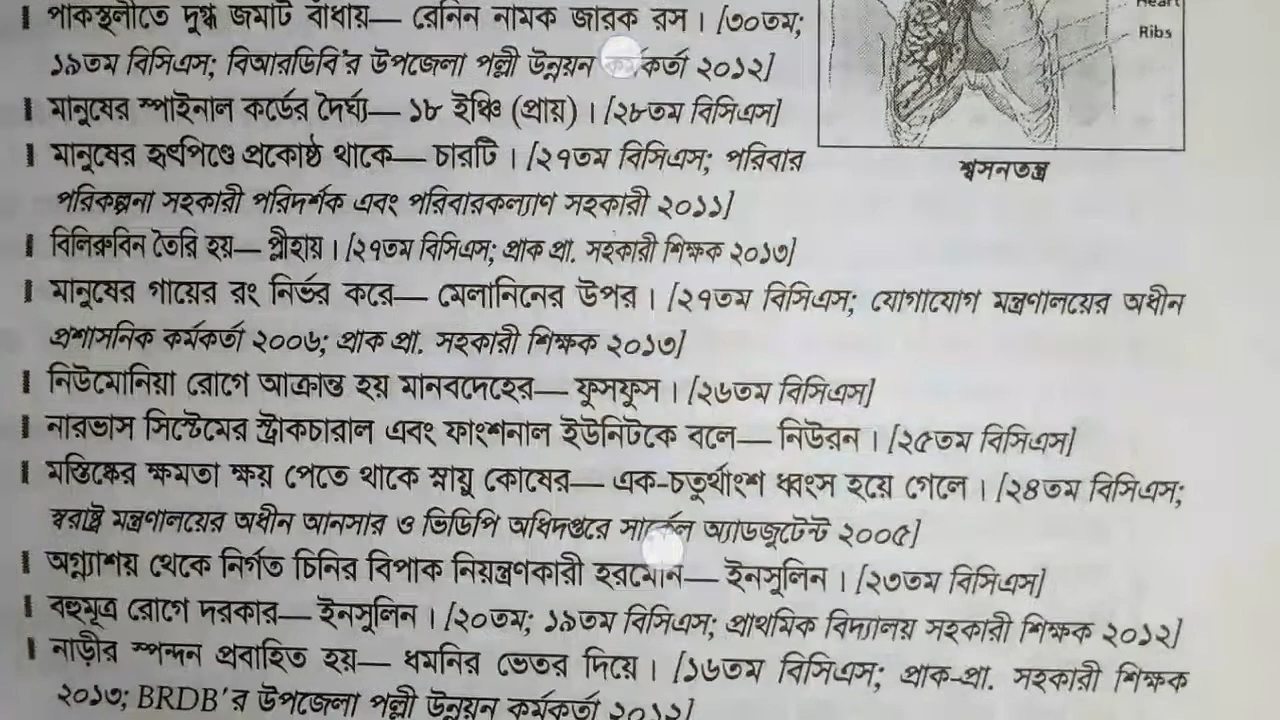 পাকস্থলীতে দুগ্ধ জমাট বাধায়— রেনিন নামক জারক রস । [৩০তম;
১৯তম বিসিএস; বিআরডিবি'র উপজেলা পল্লী উন্নয়ন কর্মকর্তা ২০১২]
মানুষের স্পাইনাল কর্ডের দৈর্ঘ্য— ১৮ ইঞ্চি (প্রায়) । [২৮তম বিসিএস]
মানুষের হৃৎপিণ্ডে প্রকোষ্ঠ থাকে— চারটি । [২৭তম বিসিএস; পরিবার
পরিকল্পনা সহকারী পরিদর্শক এবং পরিবারকল্যাণ সহকারী ২০১১]
বিলিরুবিন তৈরি হয়— প্লীহায় । [২৭তম বিসিএস; প্রাক প্রা. সহকারী শিক্ষক ২০১৩]
মানুষের গায়ের রং নির্ভর করে— মেলানিনের উপর । [২৭তম বিসিএস; যোগাযোগ মন্ত্রণালয়ের অধীন
প্রশাসনিক কর্মকর্তা ২০০৬; প্রাক প্রা. সহকারী শিক্ষক ২০১৩]
নিউমোনিয়া রোগে আক্রান্ত হয় মানবদেহের— ফুসফুস । [২৬তম বিসিএস]
নারভাস সিস্টেমের স্ট্রাকচারাল এবং ফাংশনাল ইউনিটকে বলে— নিউরন । [২৫তম বিসিএস]
মস্তিষ্কের ক্ষমতা ক্ষয় পেতে থাকে স্নায়ু কোষের— এক-চতুর্থাংশ ধ্বংস হয়ে গেলে । [২৪তম বিসিএস;
স্বরাষ্ট্র মন্ত্রণালয়ের অধীন আনসার ও ভিডিপি অধিদপ্তরে সার্কেল অ্যাডজুটেন্ট ২০০৫]
অগ্ন্যাশয় থেকে নির্গত চিনির বিপাক নিয়ন্ত্রণকারী হরমোন— ইনসুলিন । [২৩তম বিসিএস]
বহুমূত্র রোগে দরকার— ইনসুলিন । [২০তম; ১৯তম বিসিএস; প্রাথমিক বিদ্যালয় সহকারী শিক্ষক ২০১২]
নাড়ীর স্পন্দন প্রবাহিত হয়— ধমনির ভেতর দিয়ে । [১৬তম বিসিএস; প্রাক-প্রা. সহকারী শিক্ষক
২০১৩; BRDB'র উপজেলা পল্লী উন্নয়ন কর্মকর্তা ২০১২]
Heart
Ribs
শ্বসনতন্ত্র